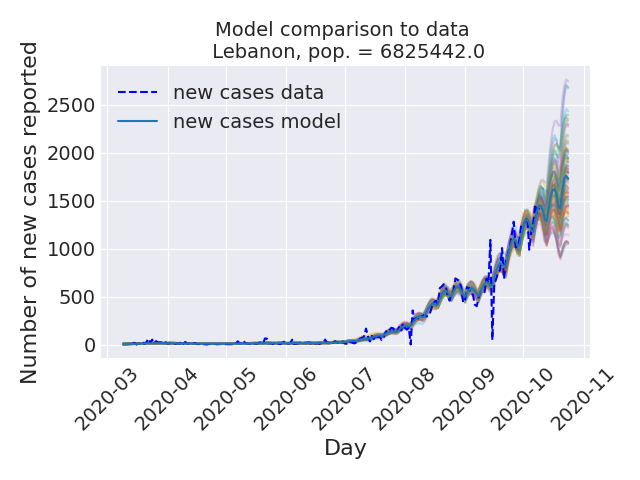 Model comparison to data
Lebanon, pop. = 6825442.0
new cases data
new cases model
Number of new cases reported
2500
2000
1500
1000
500
0
2020-03
2020-04
2020-05
2020-06
2020-07
2020-08
2020-09
2020-10
2020-11
Day